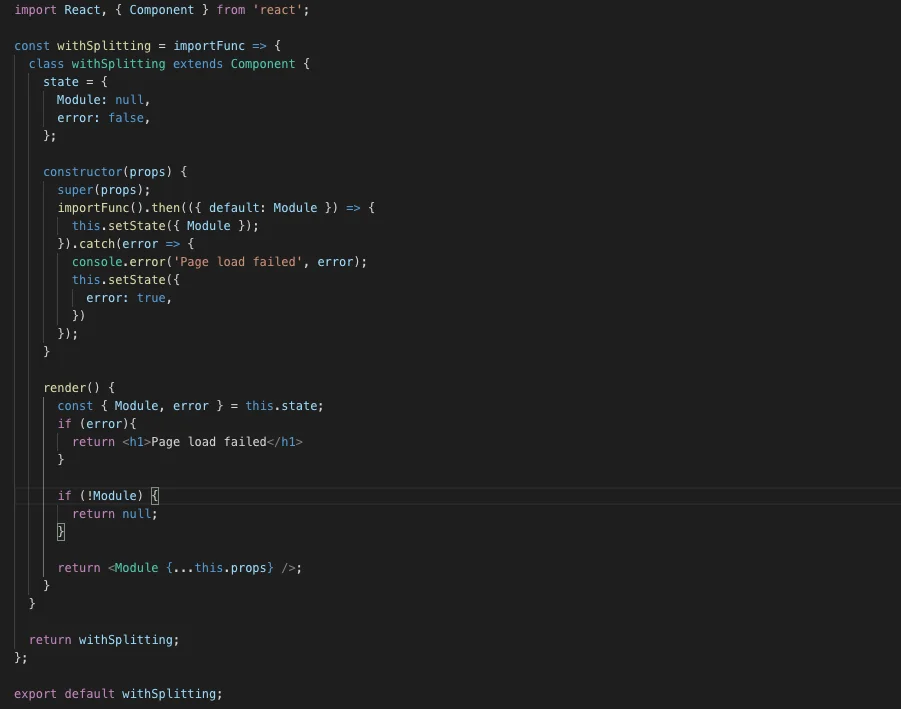 import React, { Component } from 'react';
const withSplitting = importFunc => {
class withSplitting extends Component {
state = {
Module: null,
error: false,
};
constructor(props) {
super(props);
importFunc().then(({ default: Module }) => {
this.setState({ Module });
}).catch(error => {
console.error('Page load failed', error);
this.setState({
error: true,
})
});
}
render() {
const { Module, error } = this.state;
if (error){
return <h1>Page load failed</h1>
}
if (!Module) {
return null;
}
return <Module {...this.props} />;
}
}
return withSplitting;
};
export default withSplitting;